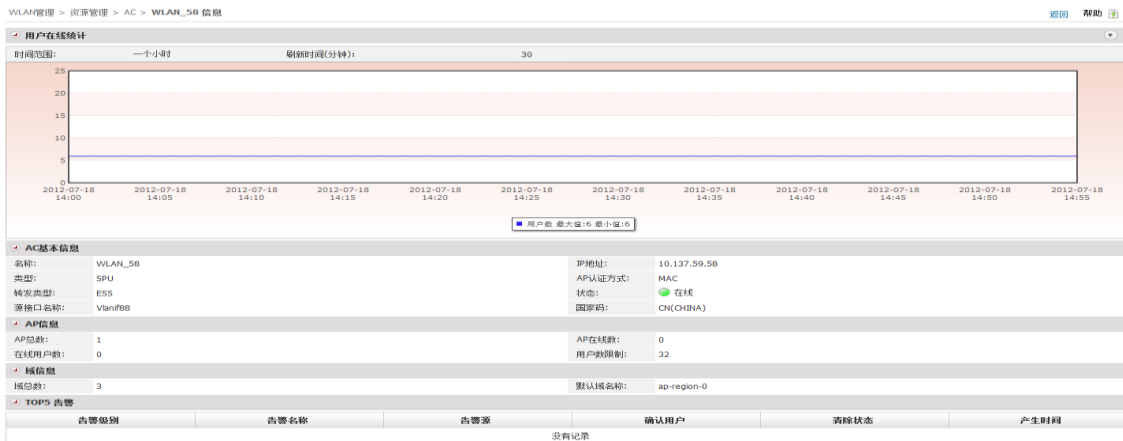 WLAN管理 > 资源管理 > AC > WLAN_58 信息 返回 帮助 ?
用户在线统计
时间范围: 一个小时 刷新时间(分钟): 30
25
20
15
10
5
0
2012-07-18 2012-07-18 2012-07-18 2012-07-18 2012-07-18 2012-07-18 2012-07-18 2012-07-18 2012-07-18 2012-07-18 2012-07-18 2012-07-18
14:00 14:05 14:10 14:15 14:20 14:25 14:30 14:35 14:40 14:45 14:50 14:55
用户数 最大值:6 最小值:6
AC基本信息
名称: WLAN_58 IP地址: 10.137.59.58
类型: SPU AP认证方式: MAC
转发类型: ESS 状态: 在线
源接口名称: Vlanif88 国家码: CN(CHINA)
AP信息
AP总数: 1 AP在线数: 0
在线用户数: 0 用户数限制: 32
域信息
域总数: 3 默认域名称: ap-region-0
TOP5 告警
告警级别 告警名称 告警源 确认用户 清除状态 产生时间
没有记录